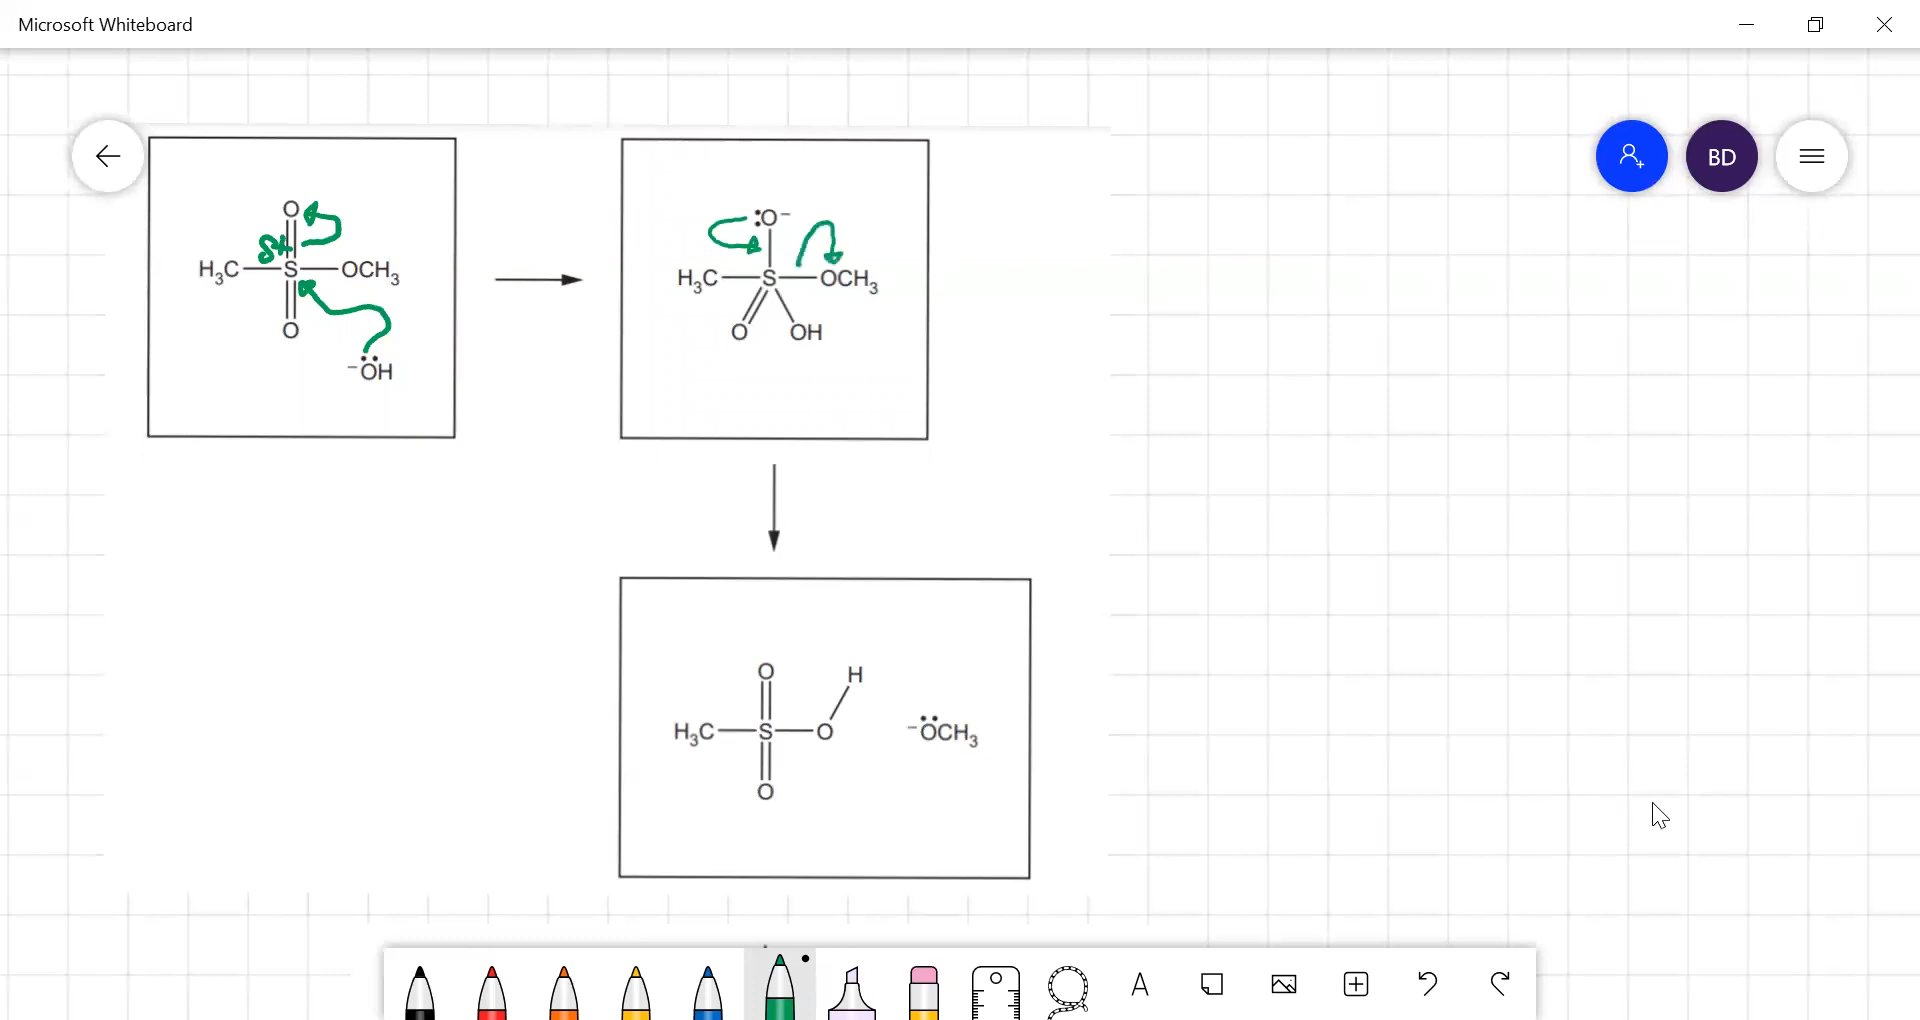 Microsoft Whiteboard
BD
O
δ+
H₃C S OCH₃
O
⁻ÖH
:O⁻
H₃C S OCH₃
O OH
O H
H₃C S O ⁻ÖCH₃
O
A